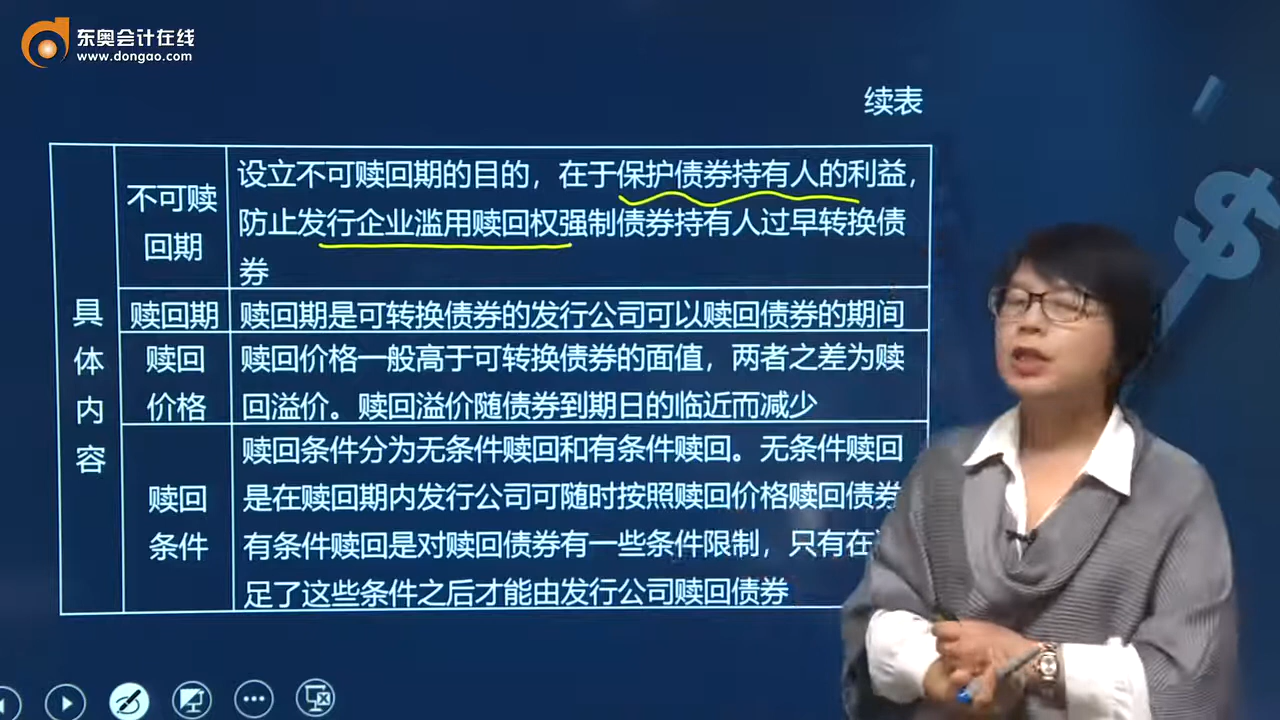 东奥会计在线
www.dongao.com
续表
具体内容
不可赎回期
设立不可赎回期的目的，在于保护债券持有人的利益，
防止发行企业滥用赎回权强制债券持有人过早转换债
券
赎回期
赎回期是可转换债券的发行公司可以赎回债券的期间
赎回价格
赎回价格一般高于可转换债券的面值，两者之差为赎
回溢价。赎回溢价随债券到期日的临近而减少
赎回条件
赎回条件分为无条件赎回和有条件赎回。无条件赎回
是在赎回期内发行公司可随时按照赎回价格赎回债券
有条件赎回是对赎回债券有一些条件限制，只有在
足了这些条件之后才能由发行公司赎回债券